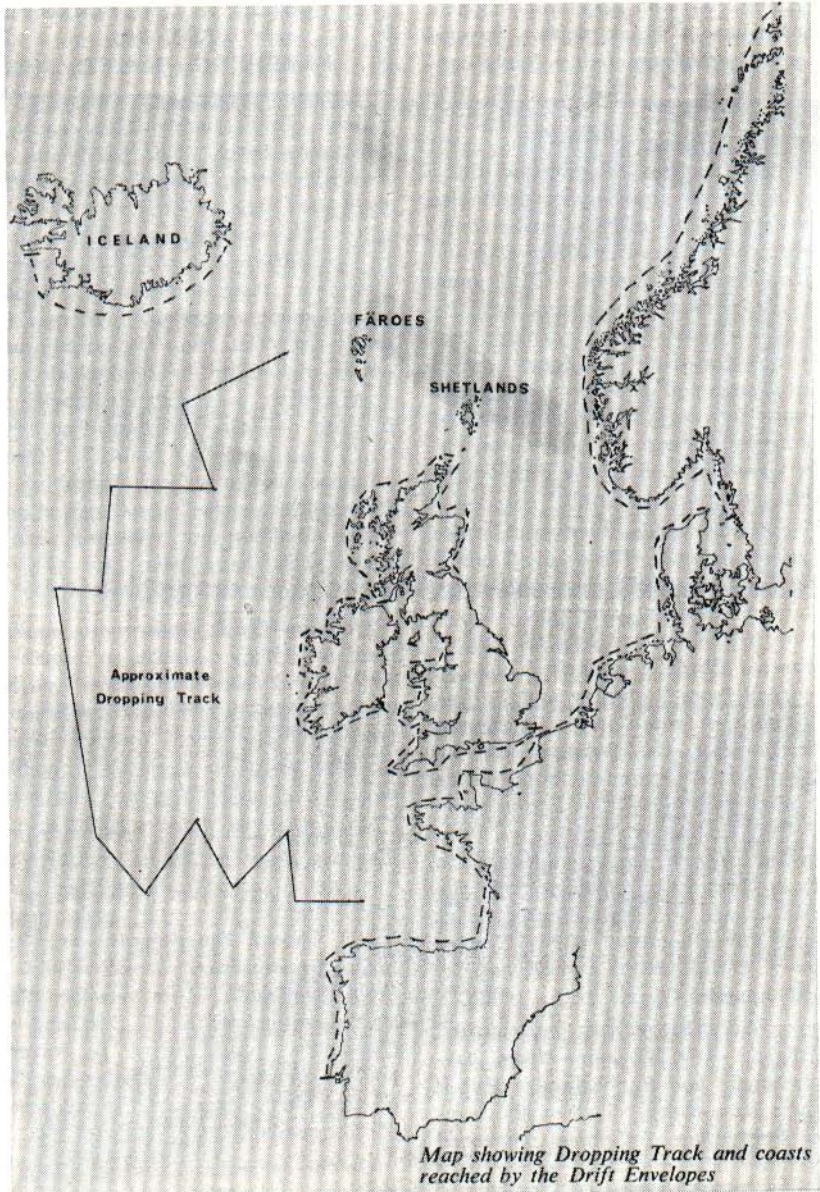 ICELAND
FÄROES
SHETLANDS
Approximate
Dropping Track
Map showing Dropping Track and coasts
reached by the Drift Envelopes